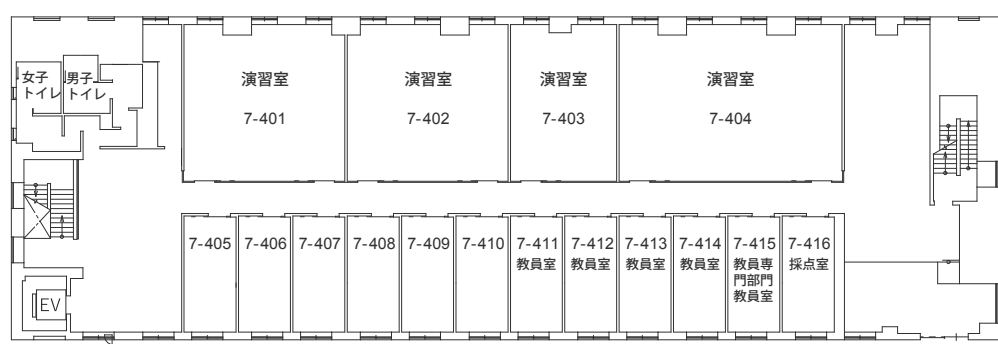 女子
トイレ
男子
トイレ
演習室
7-401
演習室
7-402
演習室
7-403
演習室
7-404
7-405
7-406
7-407
7-408
7-409
7-410
7-411
教員室
7-412
教員室
7-413
教員室
7-414
教員室
7-415
教員専
門部門
教員室
7-416
採点室
EV